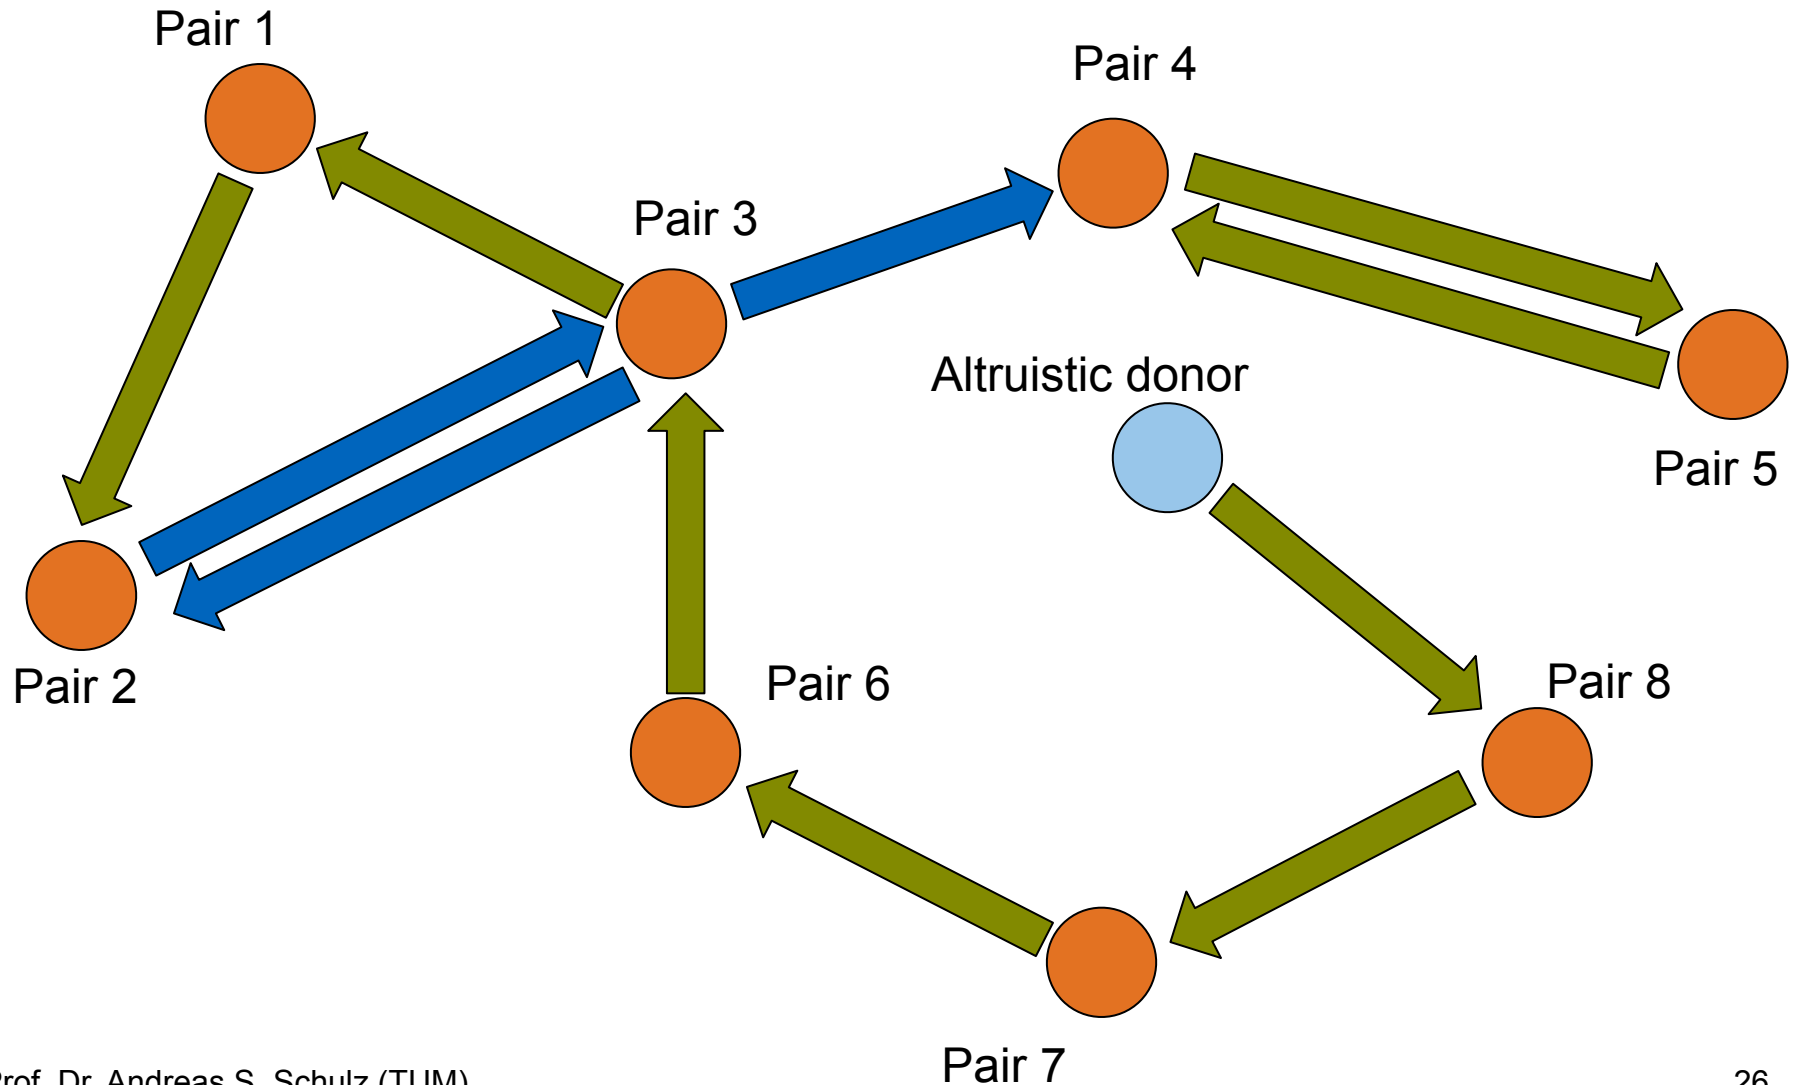 Pair 1
Pair 4
Pair 3
Altruistic donor
Pair 5
Pair 2
Pair 6
Pair 8
Pair 7
Prof. Dr. Andreas S. Schulz (TUM)
26